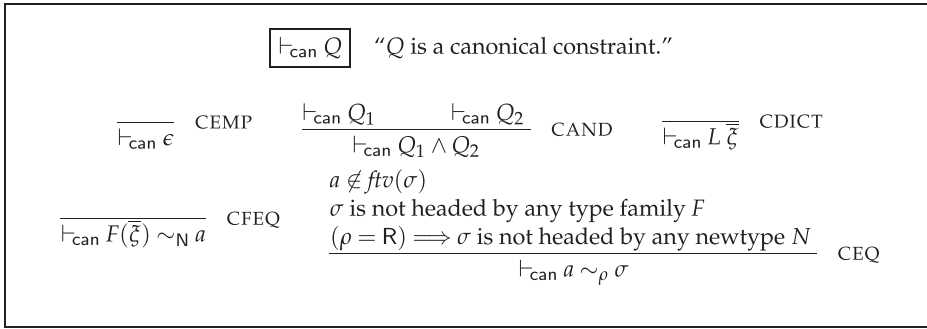 ⊢can Q “Q is a canonical constraint.”
⊢can ϵ CEMP
⊢can Q1 ⊢can Q2
⊢can Q1 ∧ Q2 CAND
⊢can L ξ̅ CDICT
⊢can F(ξ̅) ∼N a CFEQ
a ∉ ftv(σ)
σ is not headed by any type family F
(ρ = R) ⟹ σ is not headed by any newtype N
⊢can a ∼ρ σ CEQ